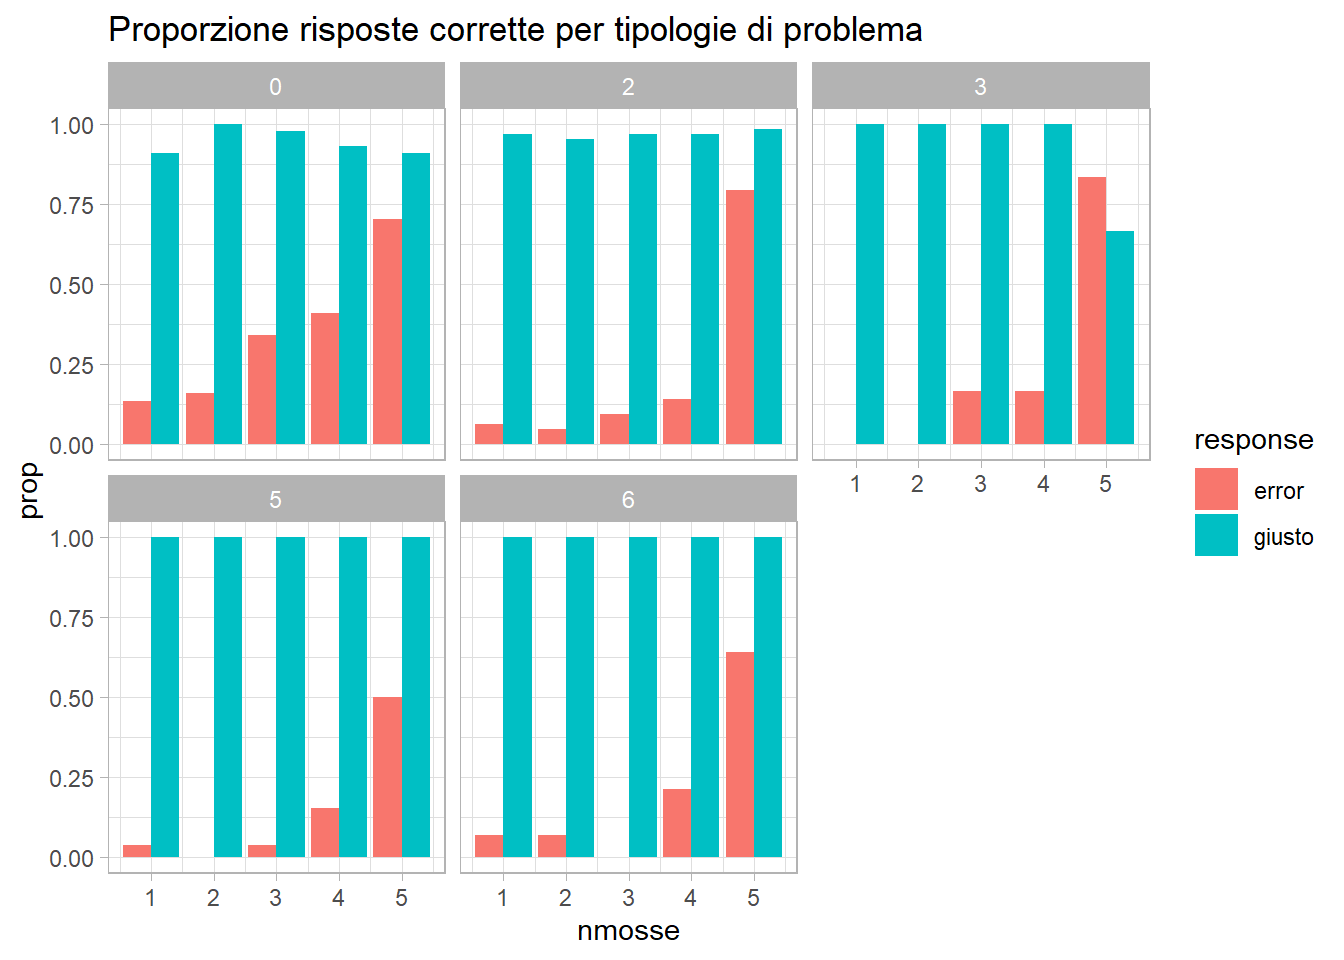 Proporzione risposte corrette per tipologie di problema
0
2
3
1.00
0.75
0.50
0.25
0.00
1 2 3 4 5
prop
5
6
1.00
0.75
0.50
0.25
0.00
1 2 3 4 5
1 2 3 4 5
nmosse
response
error
giusto